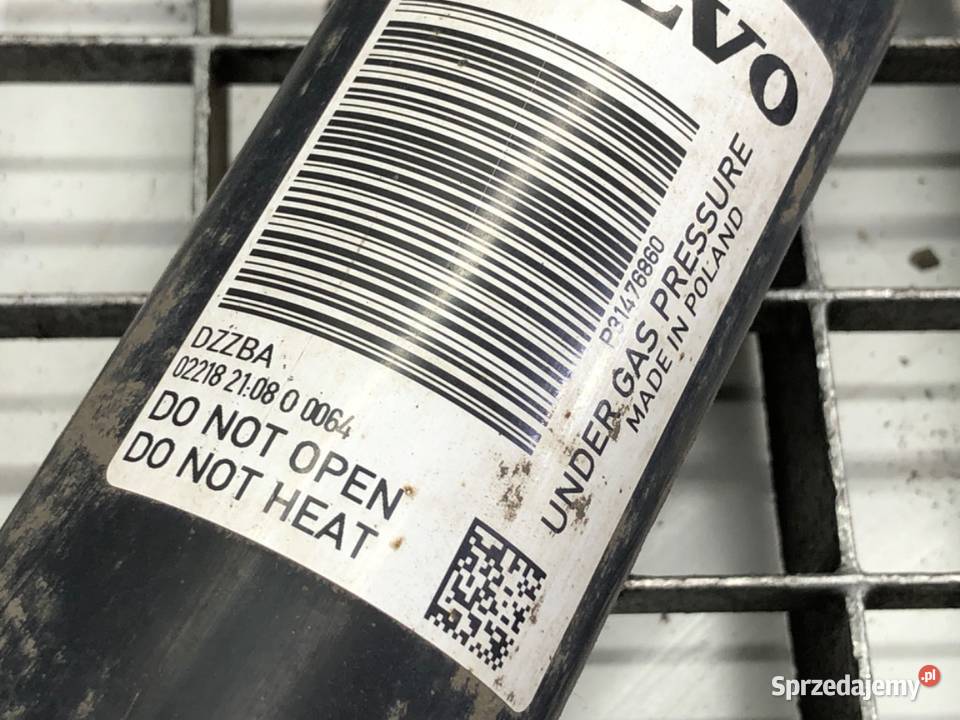 P31476860
UNDER GAS PRESSURE
MADE IN POLAND
DZZBA
02218 21:08 0 0064
DO NOT OPEN
DO NOT HEAT
Sprzedajemy.pl